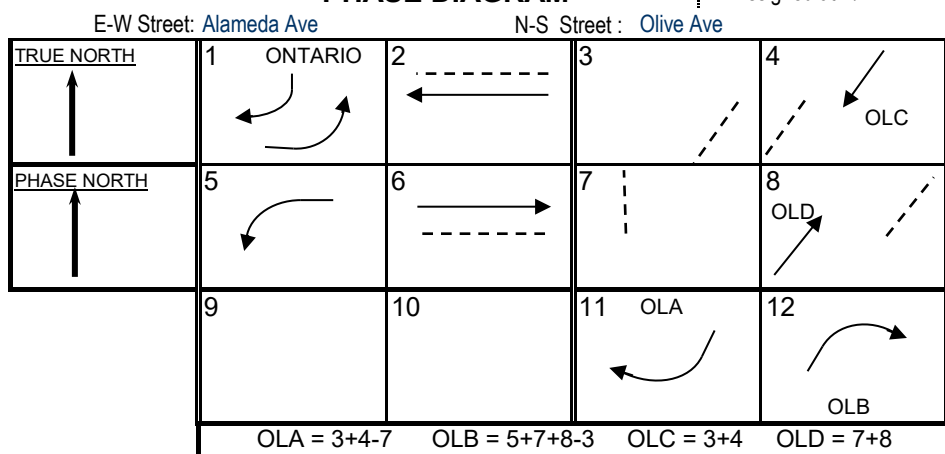 PHASE DIAGRAM
E-W Street: Alameda Ave N-S Street : Olive Ave
TRUE NORTH
1 ONTARIO
2
3
4
OLC
PHASE NORTH
5
6
7
8
OLD
9
10
11 OLA
12
OLB
OLA = 3+4-7 OLB = 5+7+8-3 OLC = 3+4 OLD = 7+8